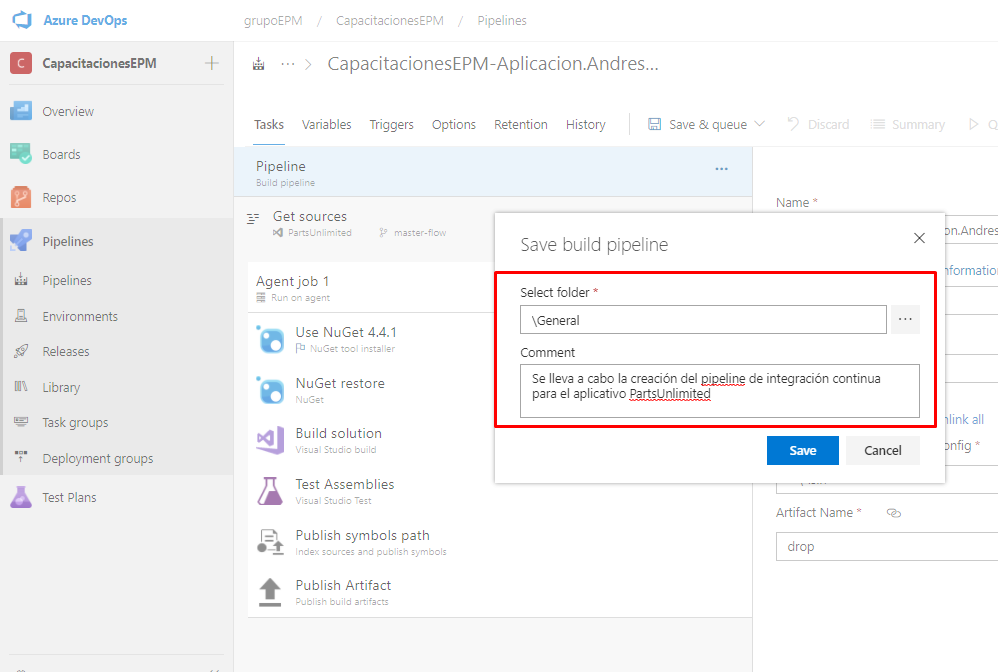 Azure DevOps
grupoEPM / CapacitacionesEPM / Pipelines
C CapacitacionesEPM
Overview
Boards
Repos
Pipelines
Pipelines
Environments
Releases
Library
Task groups
Deployment groups
Test Plans
··· > CapacitacionesEPM-Aplicacion.Andres...
Tasks Variables Triggers Options Retention History Save & queue Discard Summary Q
Pipeline
Build pipeline
Get sources
PartsUnlimited master-flow
Agent job 1
Run on agent
Use NuGet 4.4.1
NuGet tool installer
NuGet restore
NuGet
Build solution
Visual Studio build
Test Assemblies
Visual Studio Test
Publish symbols path
Index sources and publish symbols
Publish Artifact
Publish build artifacts
Save build pipeline
Select folder *
\General
Comment
Se lleva a cabo la creación del pipeline de integración continua
para el aplicativo PartsUnlimited
Save Cancel
Name *
on.Andres
nformatio
nlink all
onfig *
Artifact Name *
drop